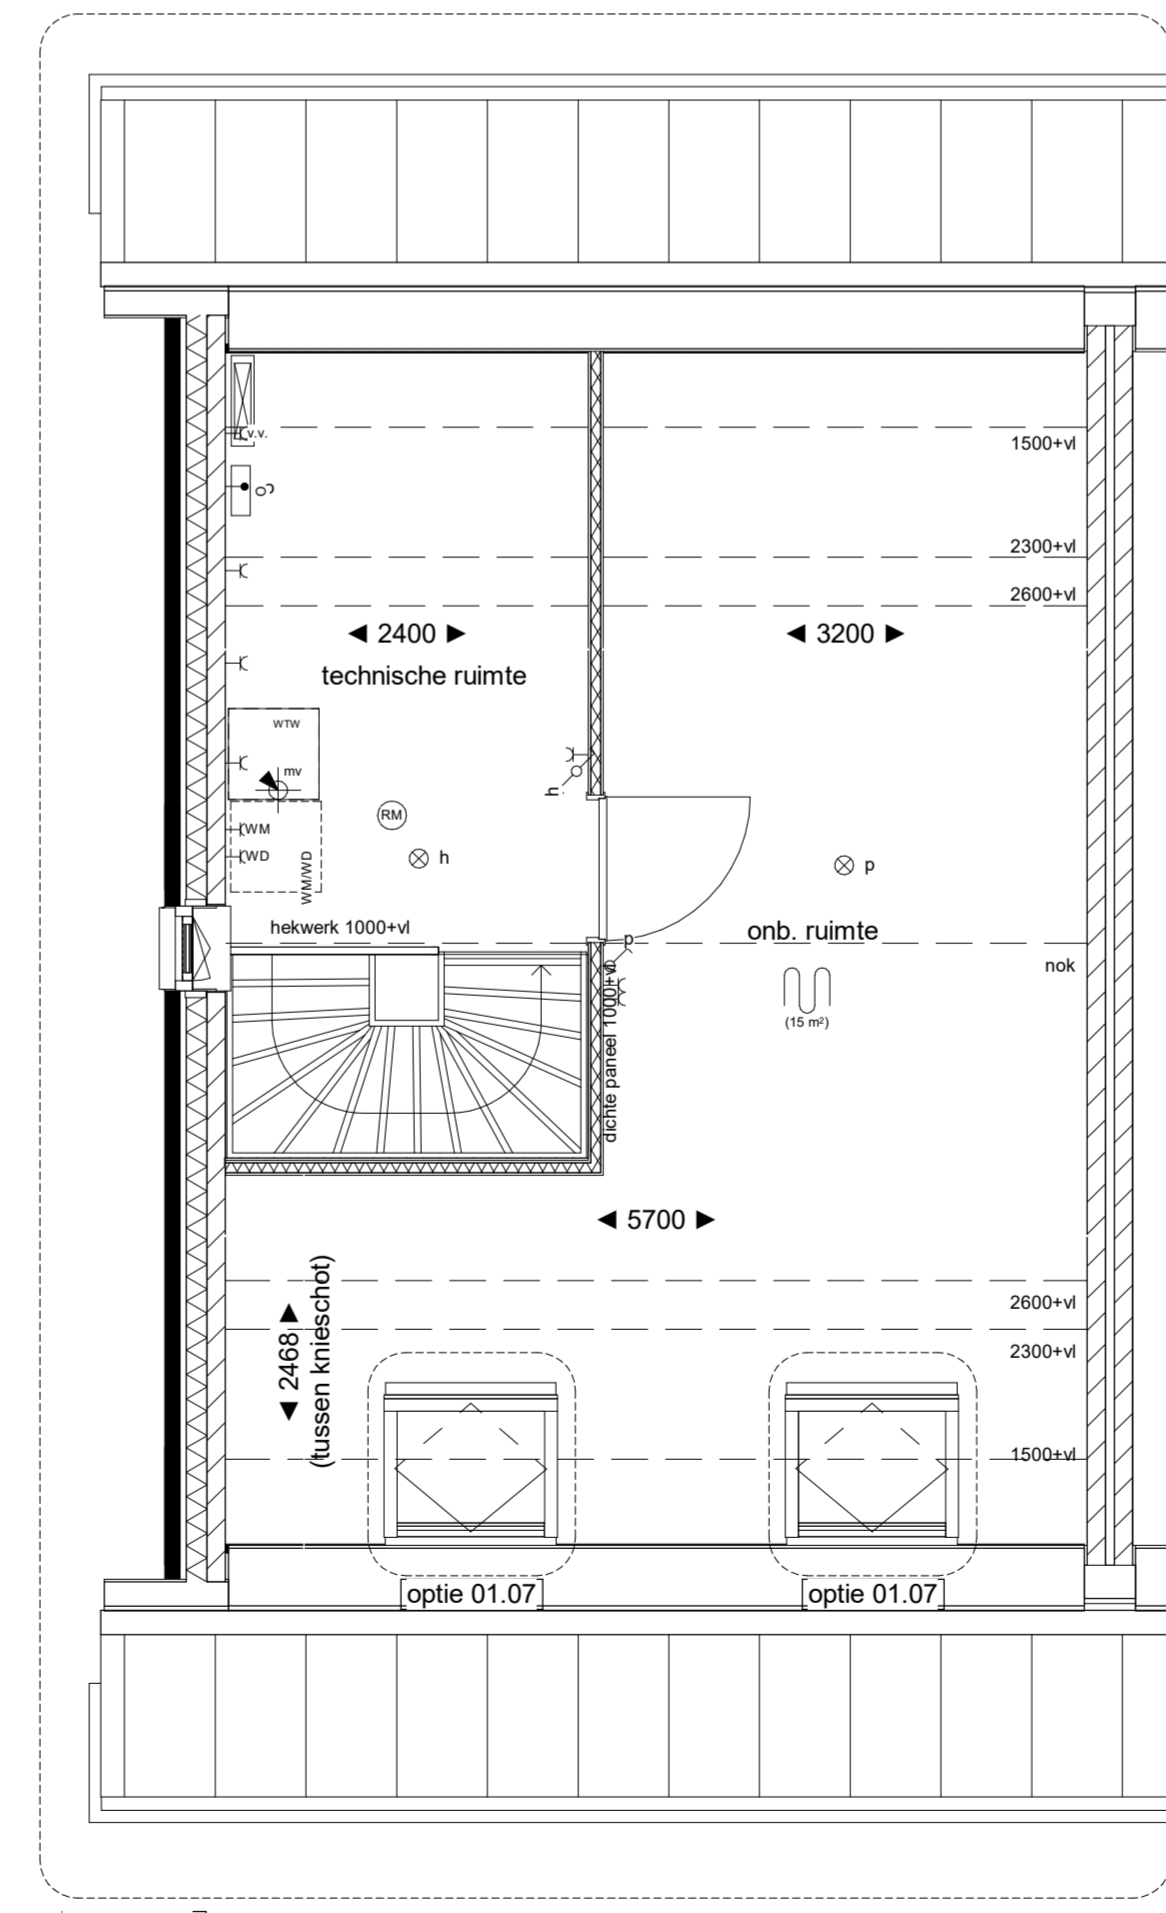 v.v.
CO
1500+vl
2300+vl
2600+vl
◄ 2400 ►
◄ 3200 ►
technische ruimte
WTW
mv
h
RM
WM
WD
WM/WD
h
p
hekwerk 1000+vl
onb. ruimte
p
nok
(15 m²)
dichte paneel 1000+vl
◄ 5700 ►
2600+vl
◄ 2468 ►
(tussen knieschot)
2300+vl
1500+vl
optie 01.07
optie 01.07